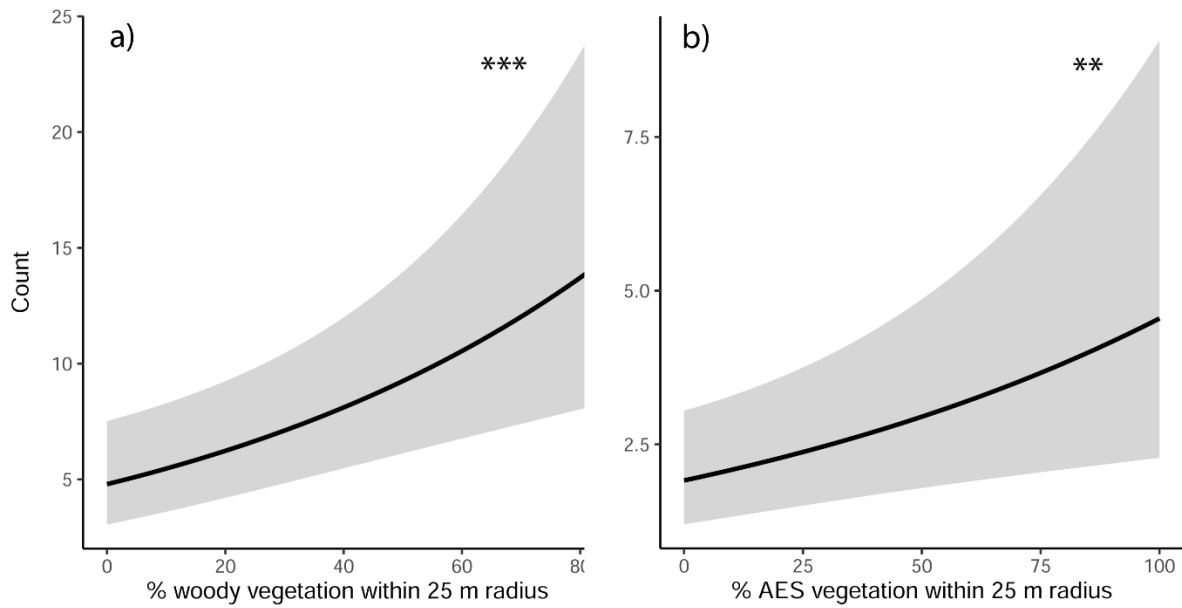 a)
***
25
20
15
10
5
Count
0 20 40 60 80
% woody vegetation within 25 m radius
b)
**
7.5
5.0
2.5
0 25 50 75 100
% AES vegetation within 25 m radius